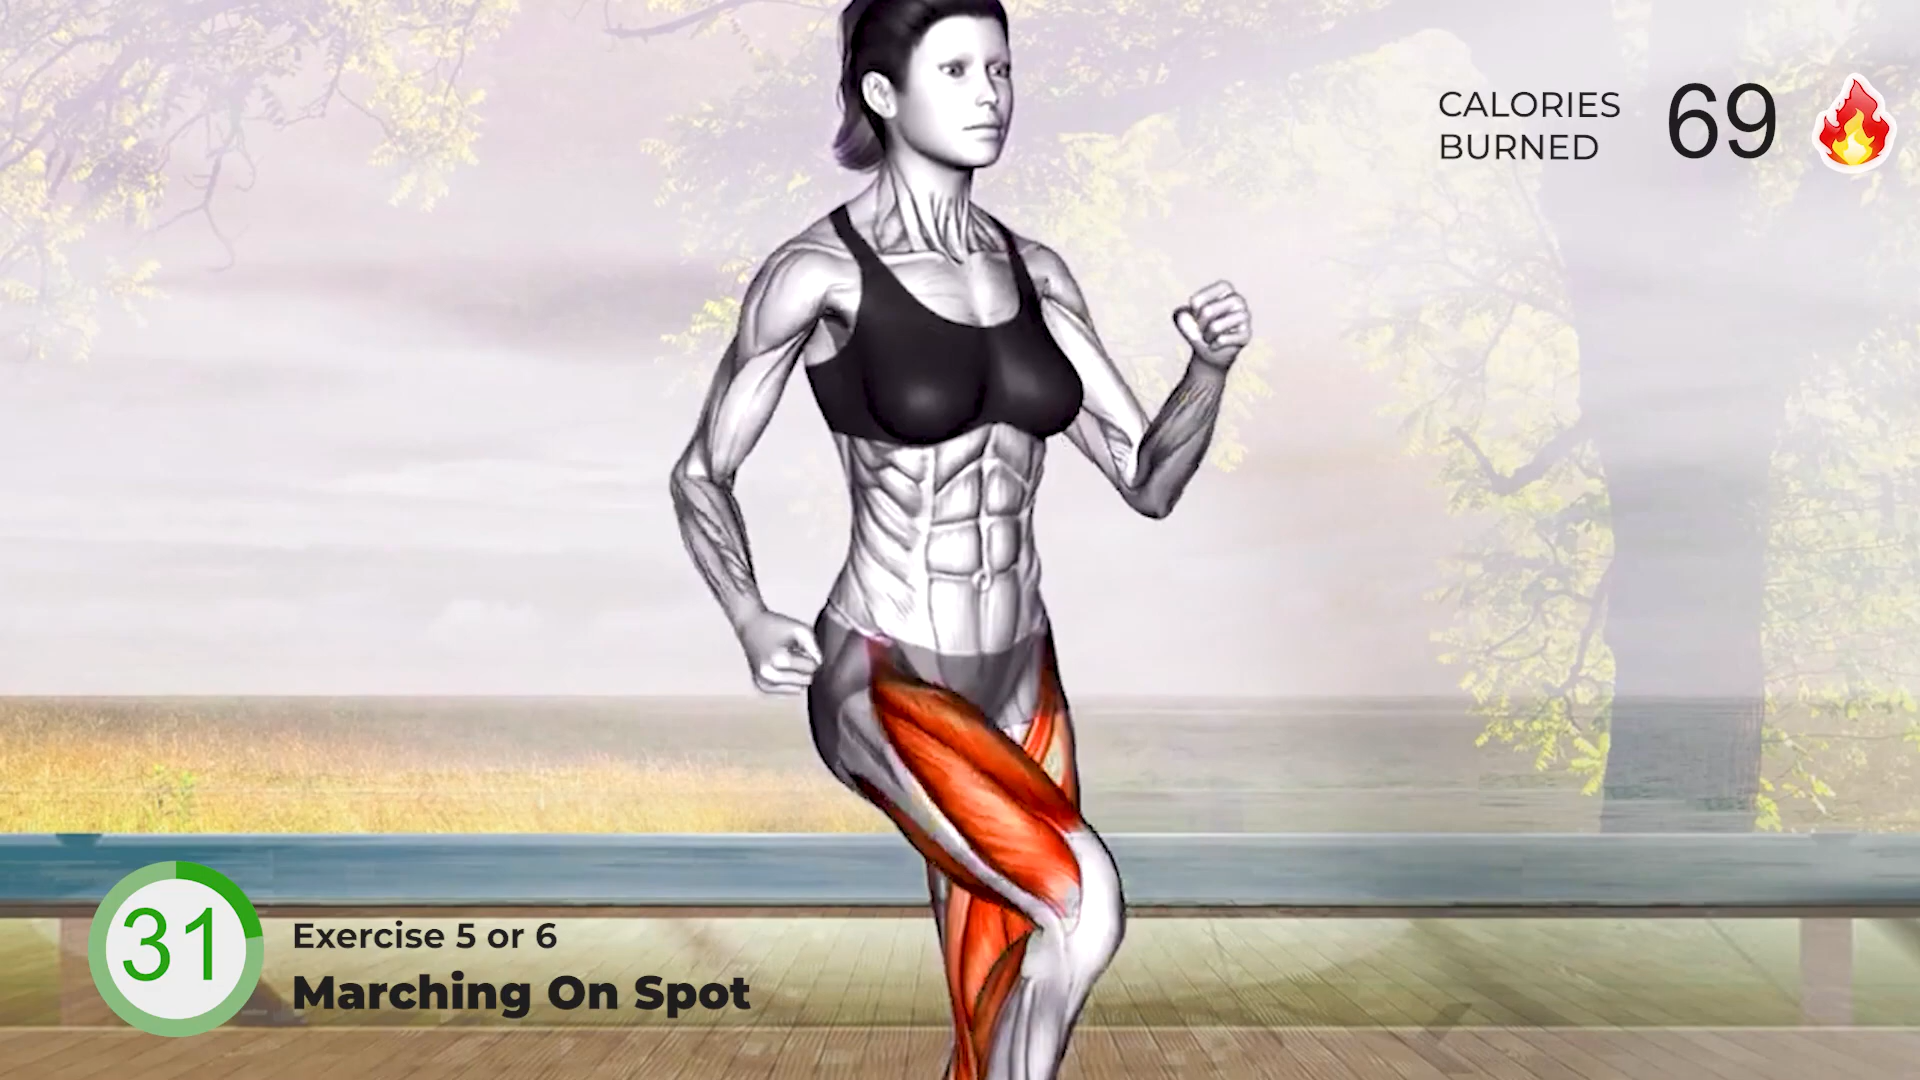 CALORIES
BURNED
69
31
Exercise 5 or 6
Marching On Spot